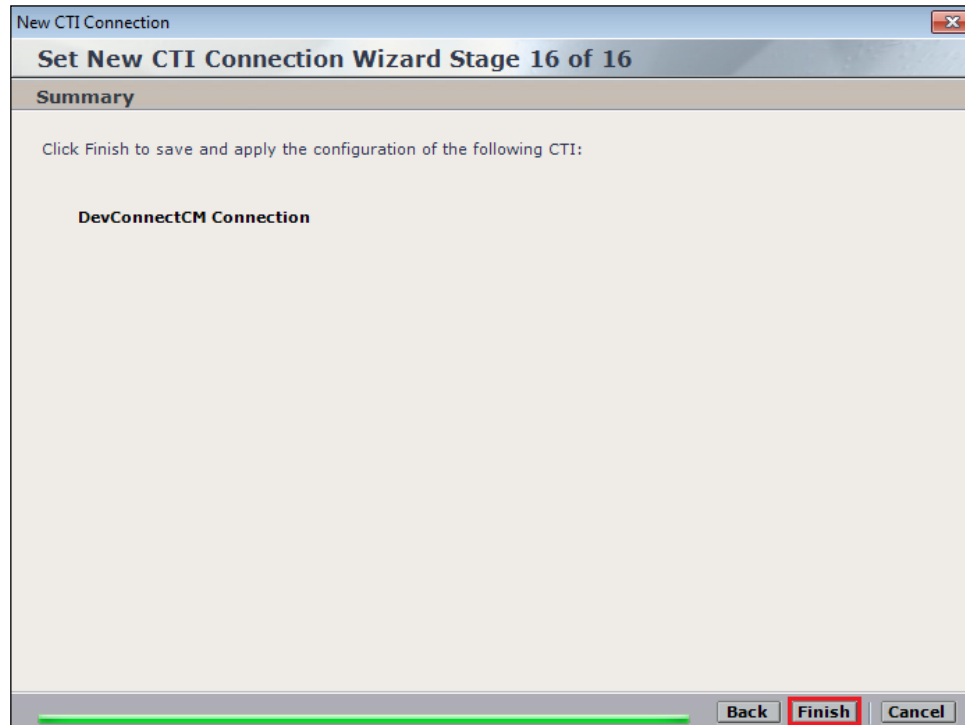 New CTI Connection
Set New CTI Connection Wizard Stage 16 of 16
Summary
Click Finish to save and apply the configuration of the following CTI:
DevConnectCM Connection
Back Finish Cancel